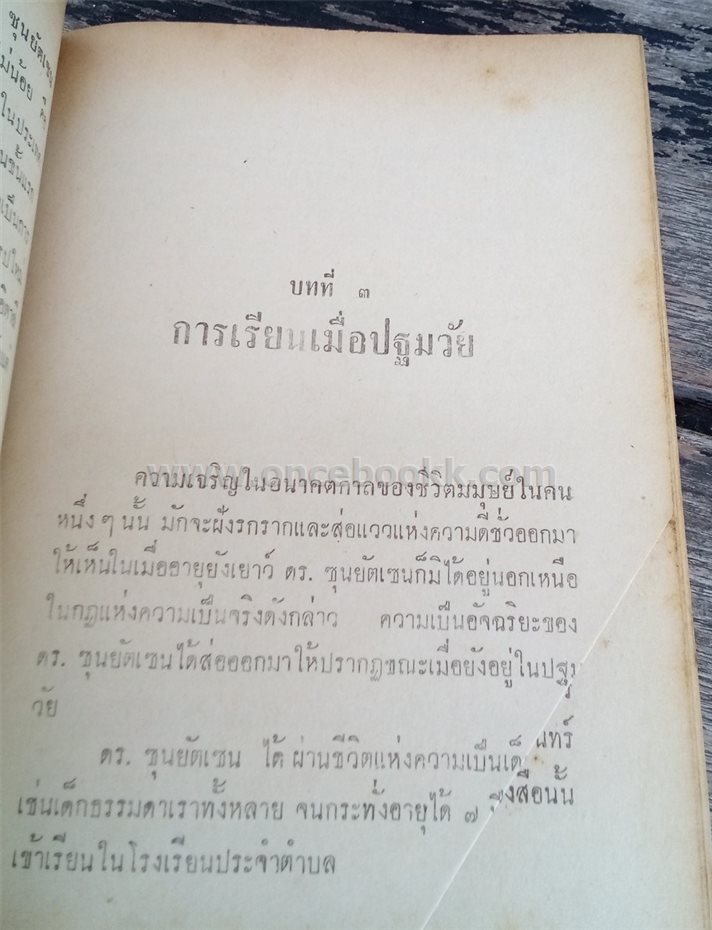 ซุนยัตเซน
ในประเทศ
บทที่ ๓
การเรียนเมื่อปฐมวัย
www.oncebookk.com
ความเจริญในอนาคตกาลของชีวิตมนุษย์ในคน
หนึ่ง ๆ นั้น มักจะฝังรกรากและส่อแววแห่งความดีชั่วออกมา
ให้เห็นในเมื่ออายุยังเยาว์ ดร. ซุนยัตเซนก็มิได้อยู่นอกเหนือ
ในกฎแห่งความเป็นจริงดังกล่าว ความเป็นอัจฉริยะของ
ดร. ซุนยัตเซนได้ส่อออกมาให้ปรากฏขณะเมื่อยังอยู่ในปฐม
วัย
ดร. ซุนยัตเซน ได้ ผ่านชีวิตแห่งความเป็นเด็
เช่นเด็กธรรมดาเราทั้งหลาย จนกระทั่งอายุได้ ๗
เข้าเรียนในโรงเรียนประจำตำบล